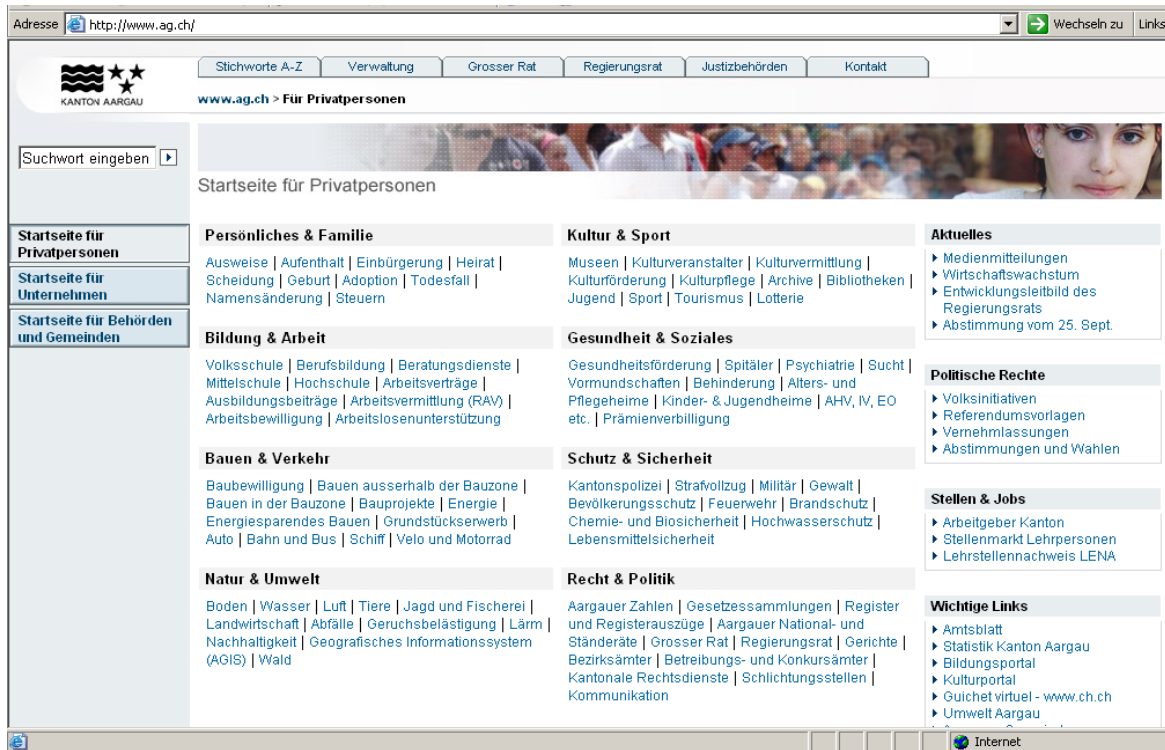 Adresse http://www.ag.ch/ Wechseln zu Links
KANTON AARGAU
Stichworte A-Z Verwaltung Grosser Rat Regierungsrat Justizbehörden Kontakt
www.ag.ch > Für Privatpersonen
Suchwort eingeben
Startseite für Privatpersonen
Startseite für
Privatpersonen
Startseite für
Unternehmen
Startseite für Behörden
und Gemeinden
Persönliches & Familie
Ausweise | Aufenthalt | Einbürgerung | Heirat |
Scheidung | Geburt | Adoption | Todesfall |
Namensänderung | Steuern
Bildung & Arbeit
Volksschule | Berufsbildung | Beratungsdienste |
Mittelschule | Hochschule | Arbeitsverträge |
Ausbildungsbeiträge | Arbeitsvermittlung (RAV) |
Arbeitsbewilligung | Arbeitslosenunterstützung
Bauen & Verkehr
Baubewilligung | Bauen ausserhalb der Bauzone |
Bauen in der Bauzone | Bauprojekte | Energie |
Energiesparendes Bauen | Grundstückserwerb |
Auto | Bahn und Bus | Schiff | Velo und Motorrad
Natur & Umwelt
Boden | Wasser | Luft | Tiere | Jagd und Fischerei |
Landwirtschaft | Abfälle | Geruchsbelästigung | Lärm |
Nachhaltigkeit | Geografisches Informationssystem
(AGIS) | Wald
Kultur & Sport
Museen | Kulturveranstalter | Kulturvermittlung |
Kulturförderung | Kulturpflege | Archive | Bibliotheken |
Jugend | Sport | Tourismus | Lotterie
Gesundheit & Soziales
Gesundheitsförderung | Spitäler | Psychiatrie | Sucht |
Vormundschaften | Behinderung | Alters- und
Pflegeheime | Kinder- & Jugendheime | AHV, IV, EO
etc. | Prämienverbilligung
Schutz & Sicherheit
Kantonspolizei | Strafvollzug | Militär | Gewalt |
Bevölkerungsschutz | Feuerwehr | Brandschutz |
Chemie- und Biosicherheit | Hochwasserschutz |
Lebensmittelsicherheit
Recht & Politik
Aargauer Zahlen | Gesetzessammlungen | Register
und Registerauszüge | Aargauer National- und
Ständeräte | Grosser Rat | Regierungsrat | Gerichte |
Bezirksämter | Betreibungs- und Konkursämter |
Kantonale Rechtsdienste | Schlichtungsstellen |
Kommunikation
Aktuelles
Medienmitteilungen
Wirtschaftswachstum
Entwicklungsleitbild des
Regierungsrats
Abstimmung vom 25. Sept.
Politische Rechte
Volksinitiativen
Referendumsvorlagen
Vernehmlassungen
Abstimmungen und Wahlen
Stellen & Jobs
Arbeitgeber Kanton
Stellenmarkt Lehrpersonen
Lehrstellennachweis LENA
Wichtige Links
Amtsblatt
Statistik Kanton Aargau
Bildungsportal
Kulturportal
Guichet virtuel - www.ch.ch
Umwelt Aargau
Internet